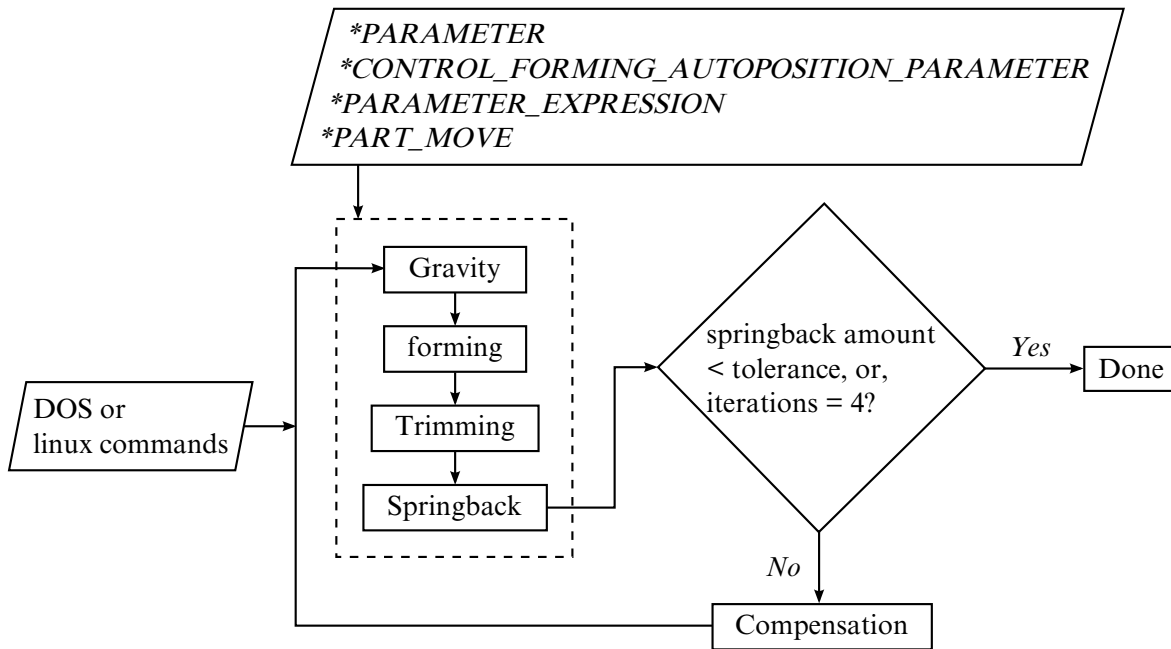 *PARAMETER
*CONTROL_FORMING_AUTOPOSITION_PARAMETER
*PARAMETER_EXPRESSION
*PART_MOVE
Gravity
forming
Trimming
Springback
DOS or
linux commands
springback amount
< tolerance, or,
iterations = 4?
Yes
Done
No
Compensation